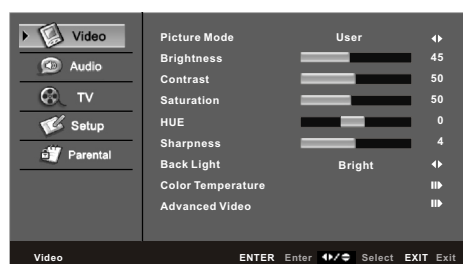 Video
Audio
TV
Setup
Parental
Picture Mode User
Brightness 45
Contrast 50
Saturation 50
HUE 0
Sharpness 4
Back Light Bright
Color Temperature
Advanced Video
Video ENTER Enter Select EXIT Exit